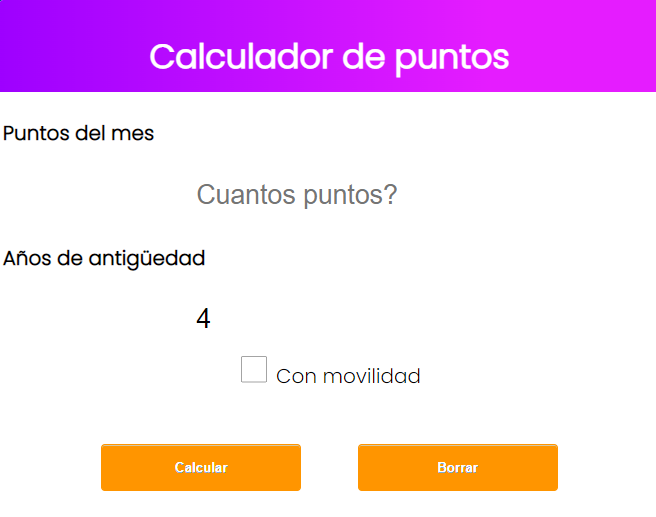 Calculador de puntos
Puntos del mes
Cuantos puntos?
Años de antigüedad
4
Con movilidad
Calcular
Borrar